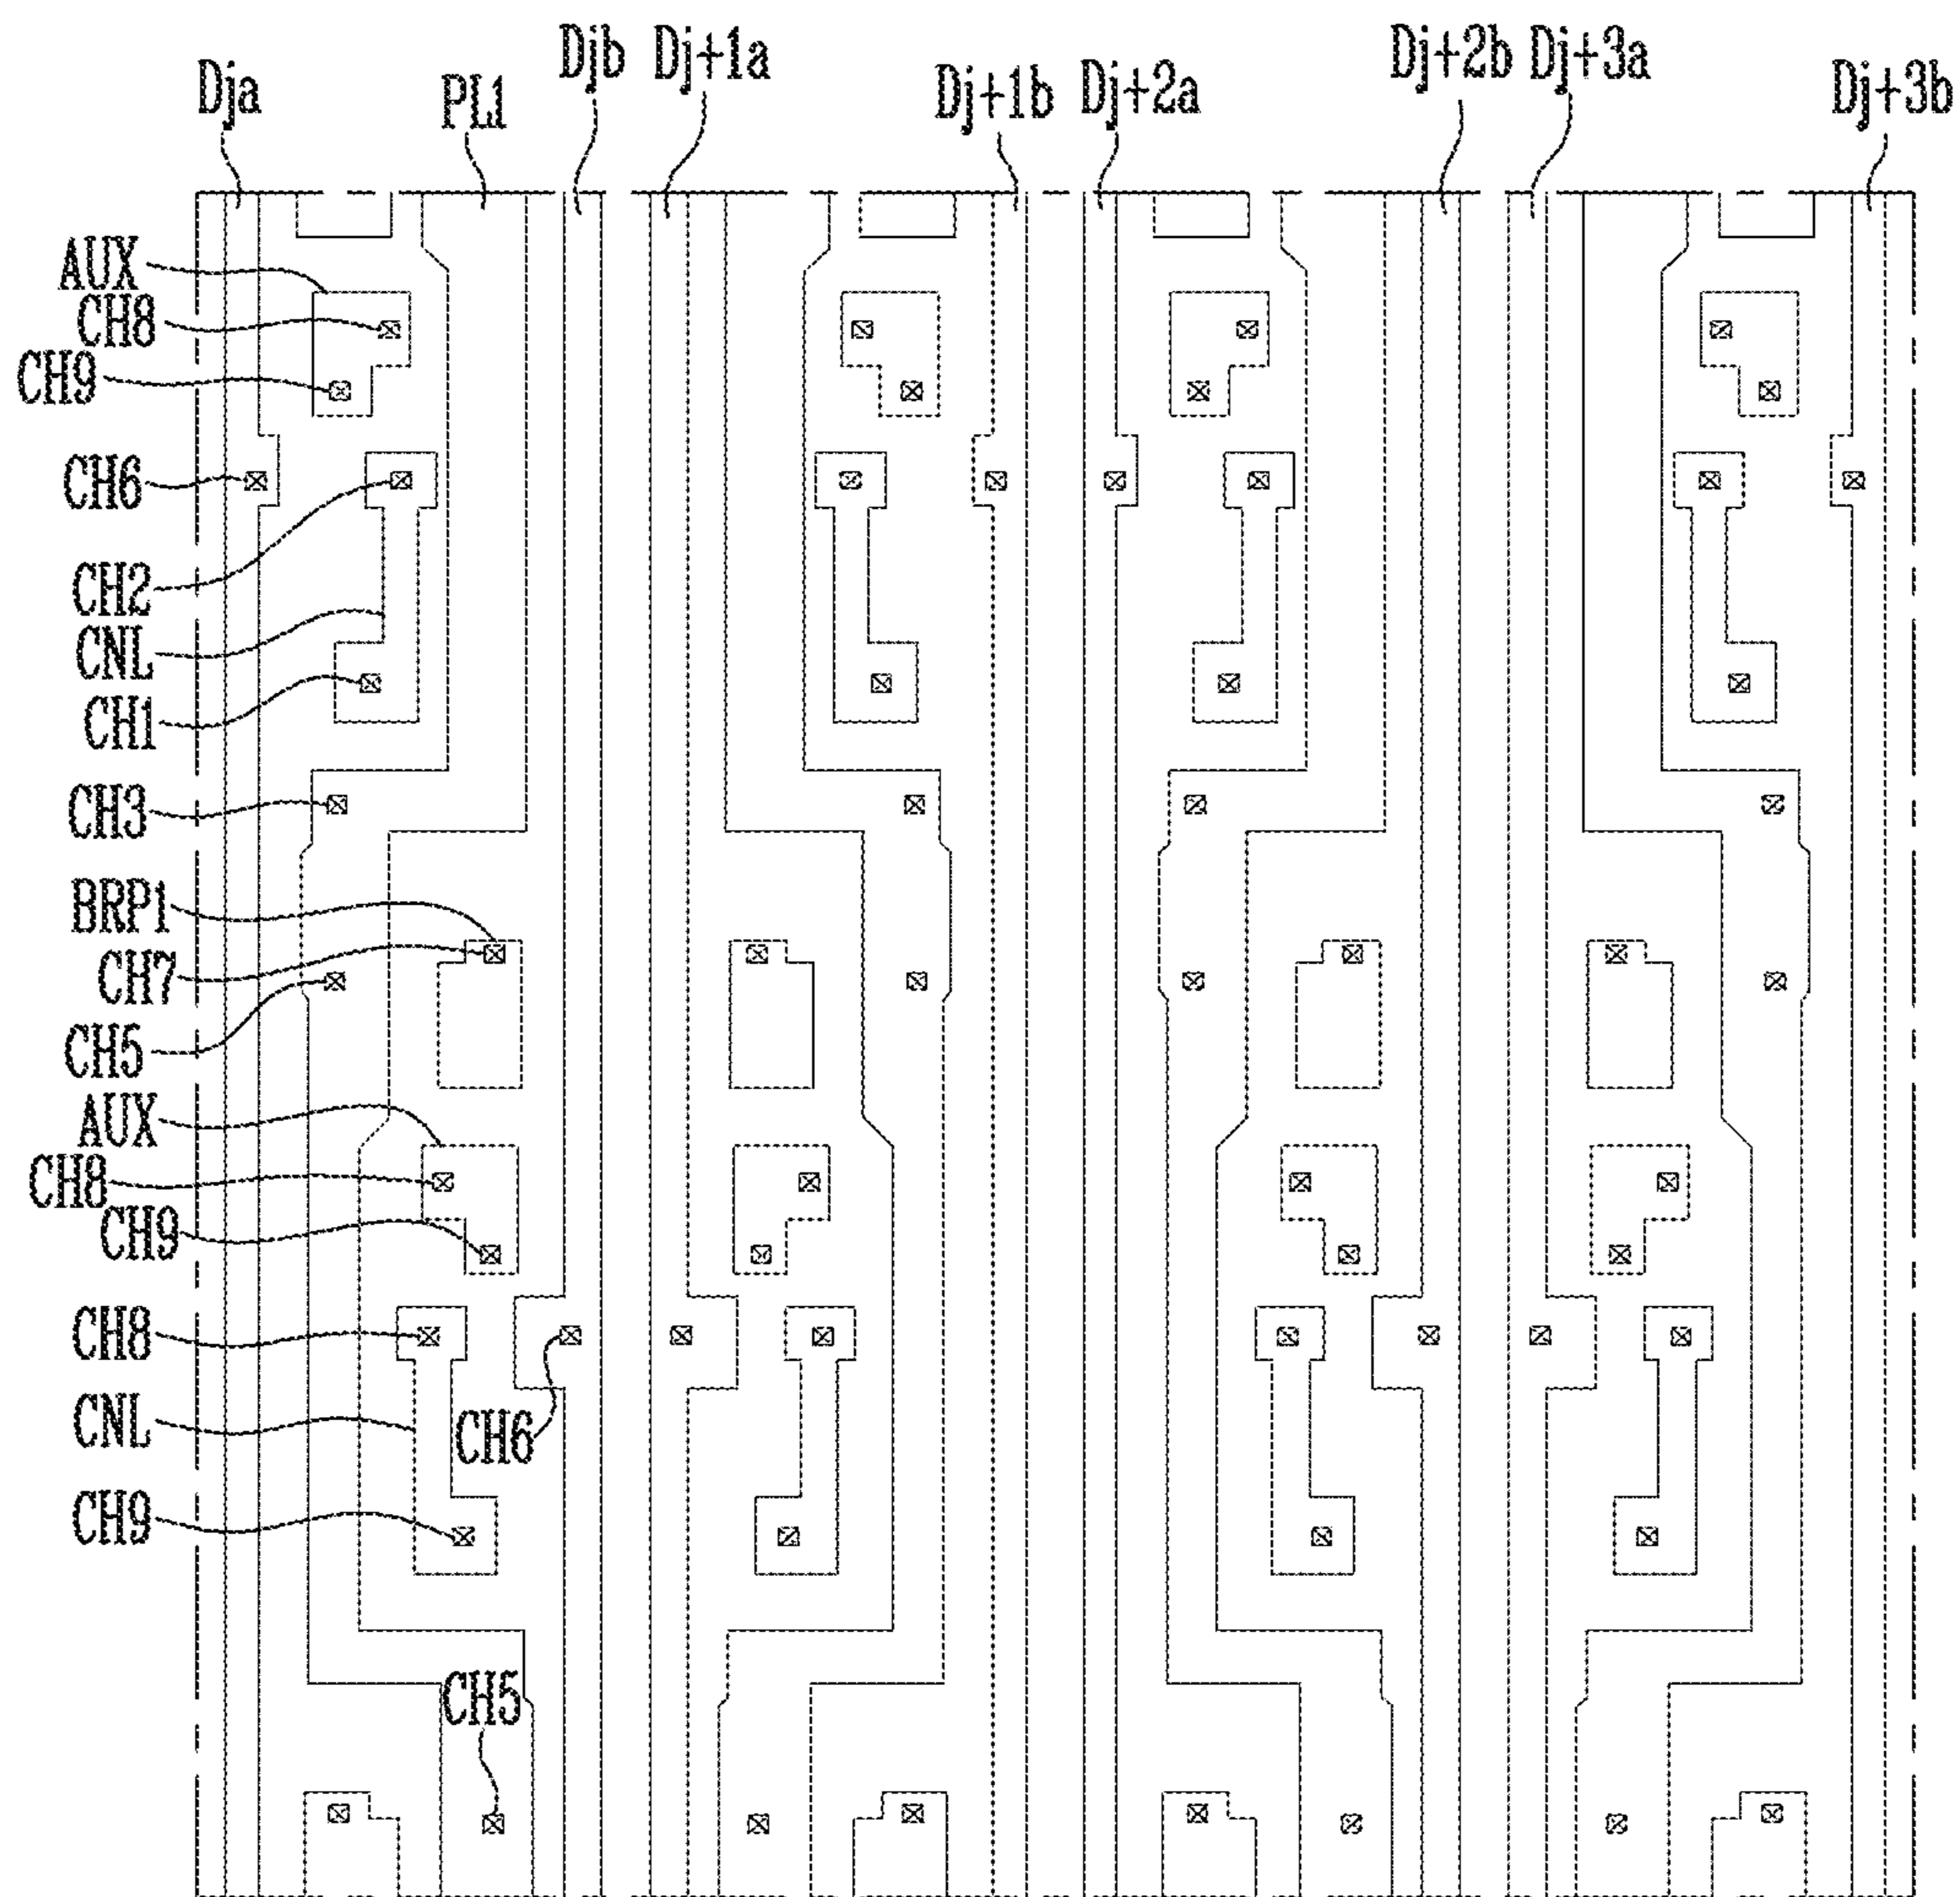 Dja PL1 Djb Dj+1a Dj+1b Dj+2a Dj+2b Dj+3a Dj+3b
AUX
CH8
CH9
CH6
CH2
CNL
CH1
CH3
BRP1
CH7
CH5
AUX
CH8
CH9
CH8
CNL
CH6
CH9
CH5